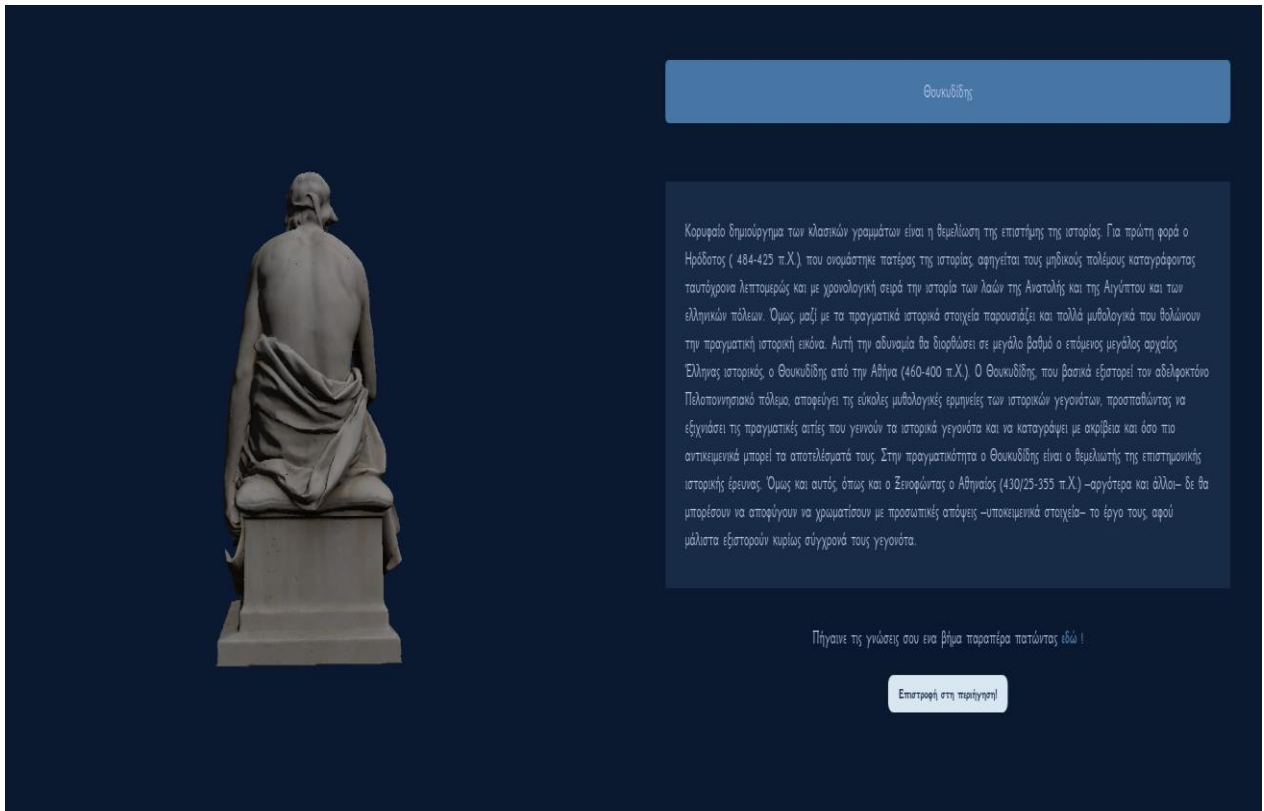 Θουκυδίδης
Κορυφαίο δημιούργημα των κλασικών γραμμάτων είναι η θεμελίωση της επιστήμης της ιστορίας. Για πρώτη φορά ο
Ηρόδοτος ( 484-425 π.Χ.), που ονομάστηκε πατέρας της ιστορίας, αφηγείται τους μηδικούς πολέμους καταγράφοντας
ταυτόχρονα λεπτομερώς και με χρονολογική σειρά την ιστορία των λαών της Ανατολής και της Αιγύπτου και των
ελληνικών πόλεων. Όμως, μαζί με τα πραγματικά ιστορικά στοιχεία παρουσιάζει και πολλά μυθολογικά που θολώνουν
την πραγματική ιστορική εικόνα. Αυτή την αδυναμία θα διορθώσει σε μεγάλο βαθμό ο επόμενος μεγάλος αρχαίος
Έλληνας ιστορικός, ο Θουκυδίδης από την Αθήνα (460-400 π.Χ.). Ο Θουκυδίδης, που βασικά εξιστορεί τον αδελφοκτόνο
Πελοποννησιακό πόλεμο, αποφεύγει τις εύκολες μυθολογικές ερμηνείες των ιστορικών γεγονότων, προσπαθώντας να
εξιχνιάσει τις πραγματικές αιτίες που γεννούν τα ιστορικά γεγονότα και να καταγράψει με ακρίβεια και όσο πιο
αντικειμενικά μπορεί τα αποτελέσματά τους. Στην πραγματικότητα ο Θουκυδίδης είναι ο θεμελιωτής της επιστημονικής
ιστορικής έρευνας. Όμως και αυτός, όπως και ο Ξενοφώντας ο Αθηναίος (430/25-355 π.Χ.) –αργότερα και άλλοι– δε θα
μπορέσουν να αποφύγουν να χρωματίσουν με προσωπικές απόψεις –υποκειμενικά στοιχεία– το έργο τους, αφού
μάλιστα εξιστορούν κυρίως σύγχρονά τους γεγονότα.
Πήγαινε τις γνώσεις σου ενα βήμα παραπέρα πατώντας εδώ !
Επιστροφή στη περιήγηση!